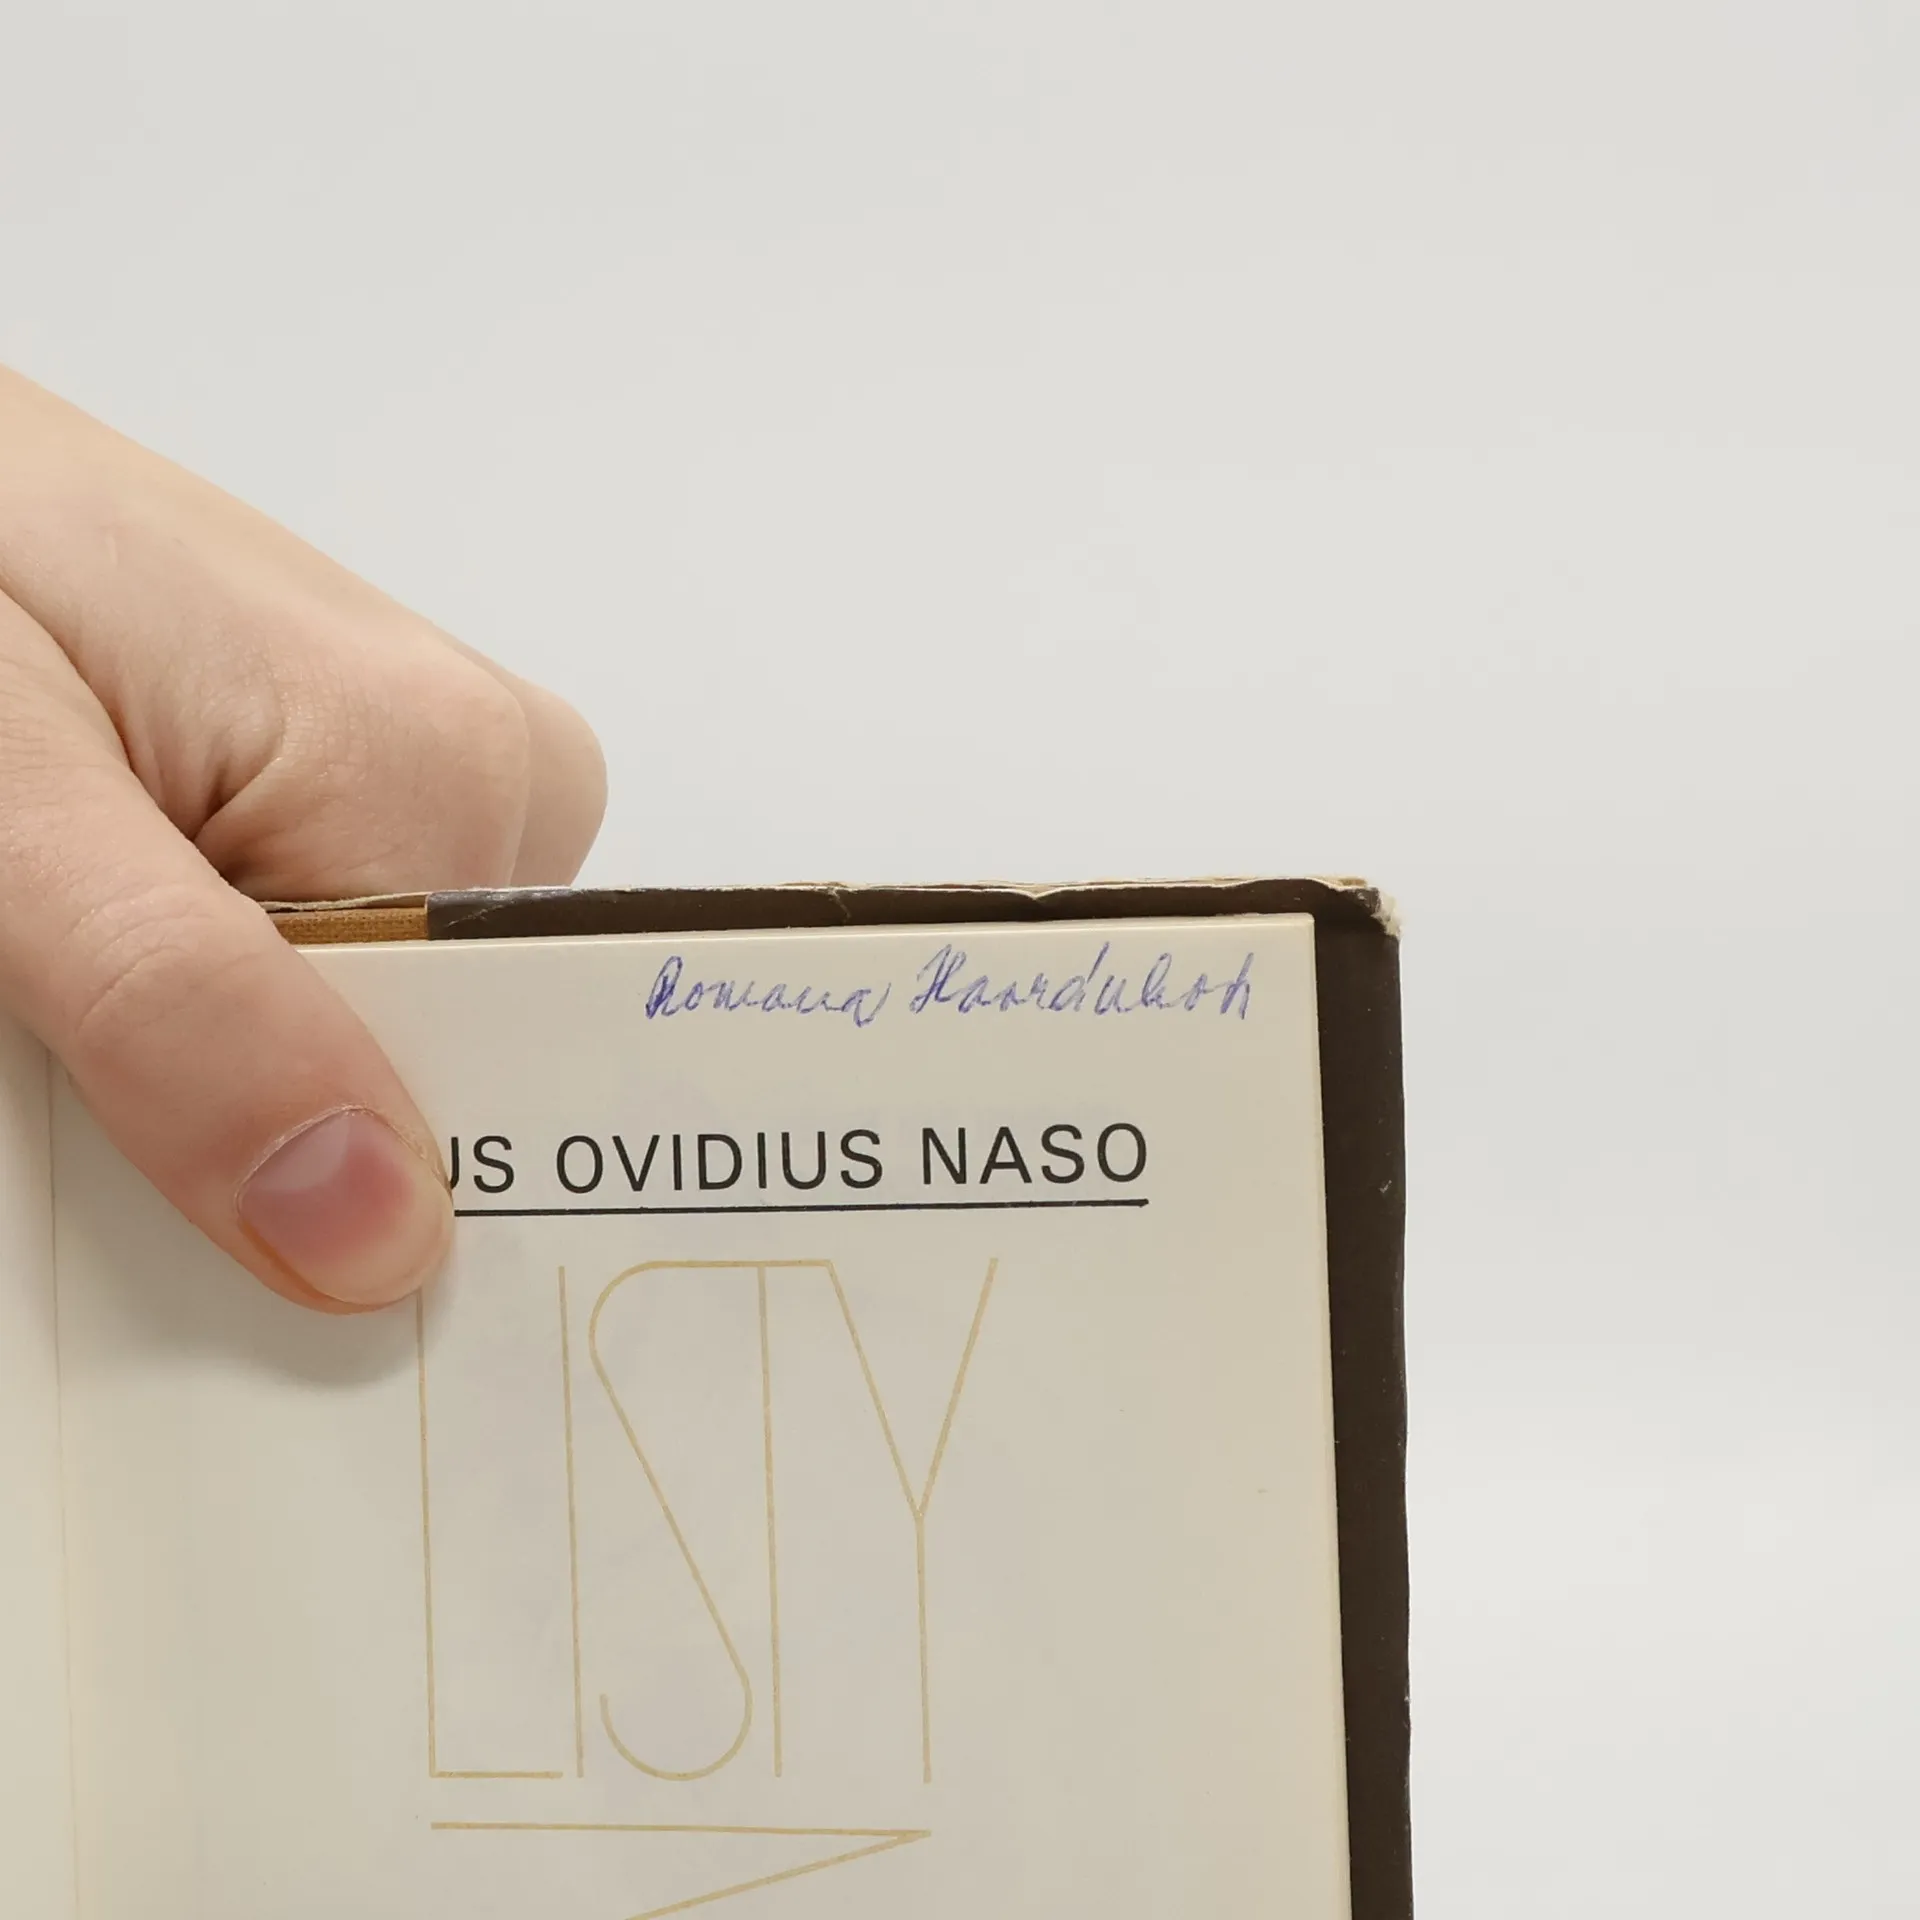 Romana
US OVIDIUS NASO
LISTY
Z